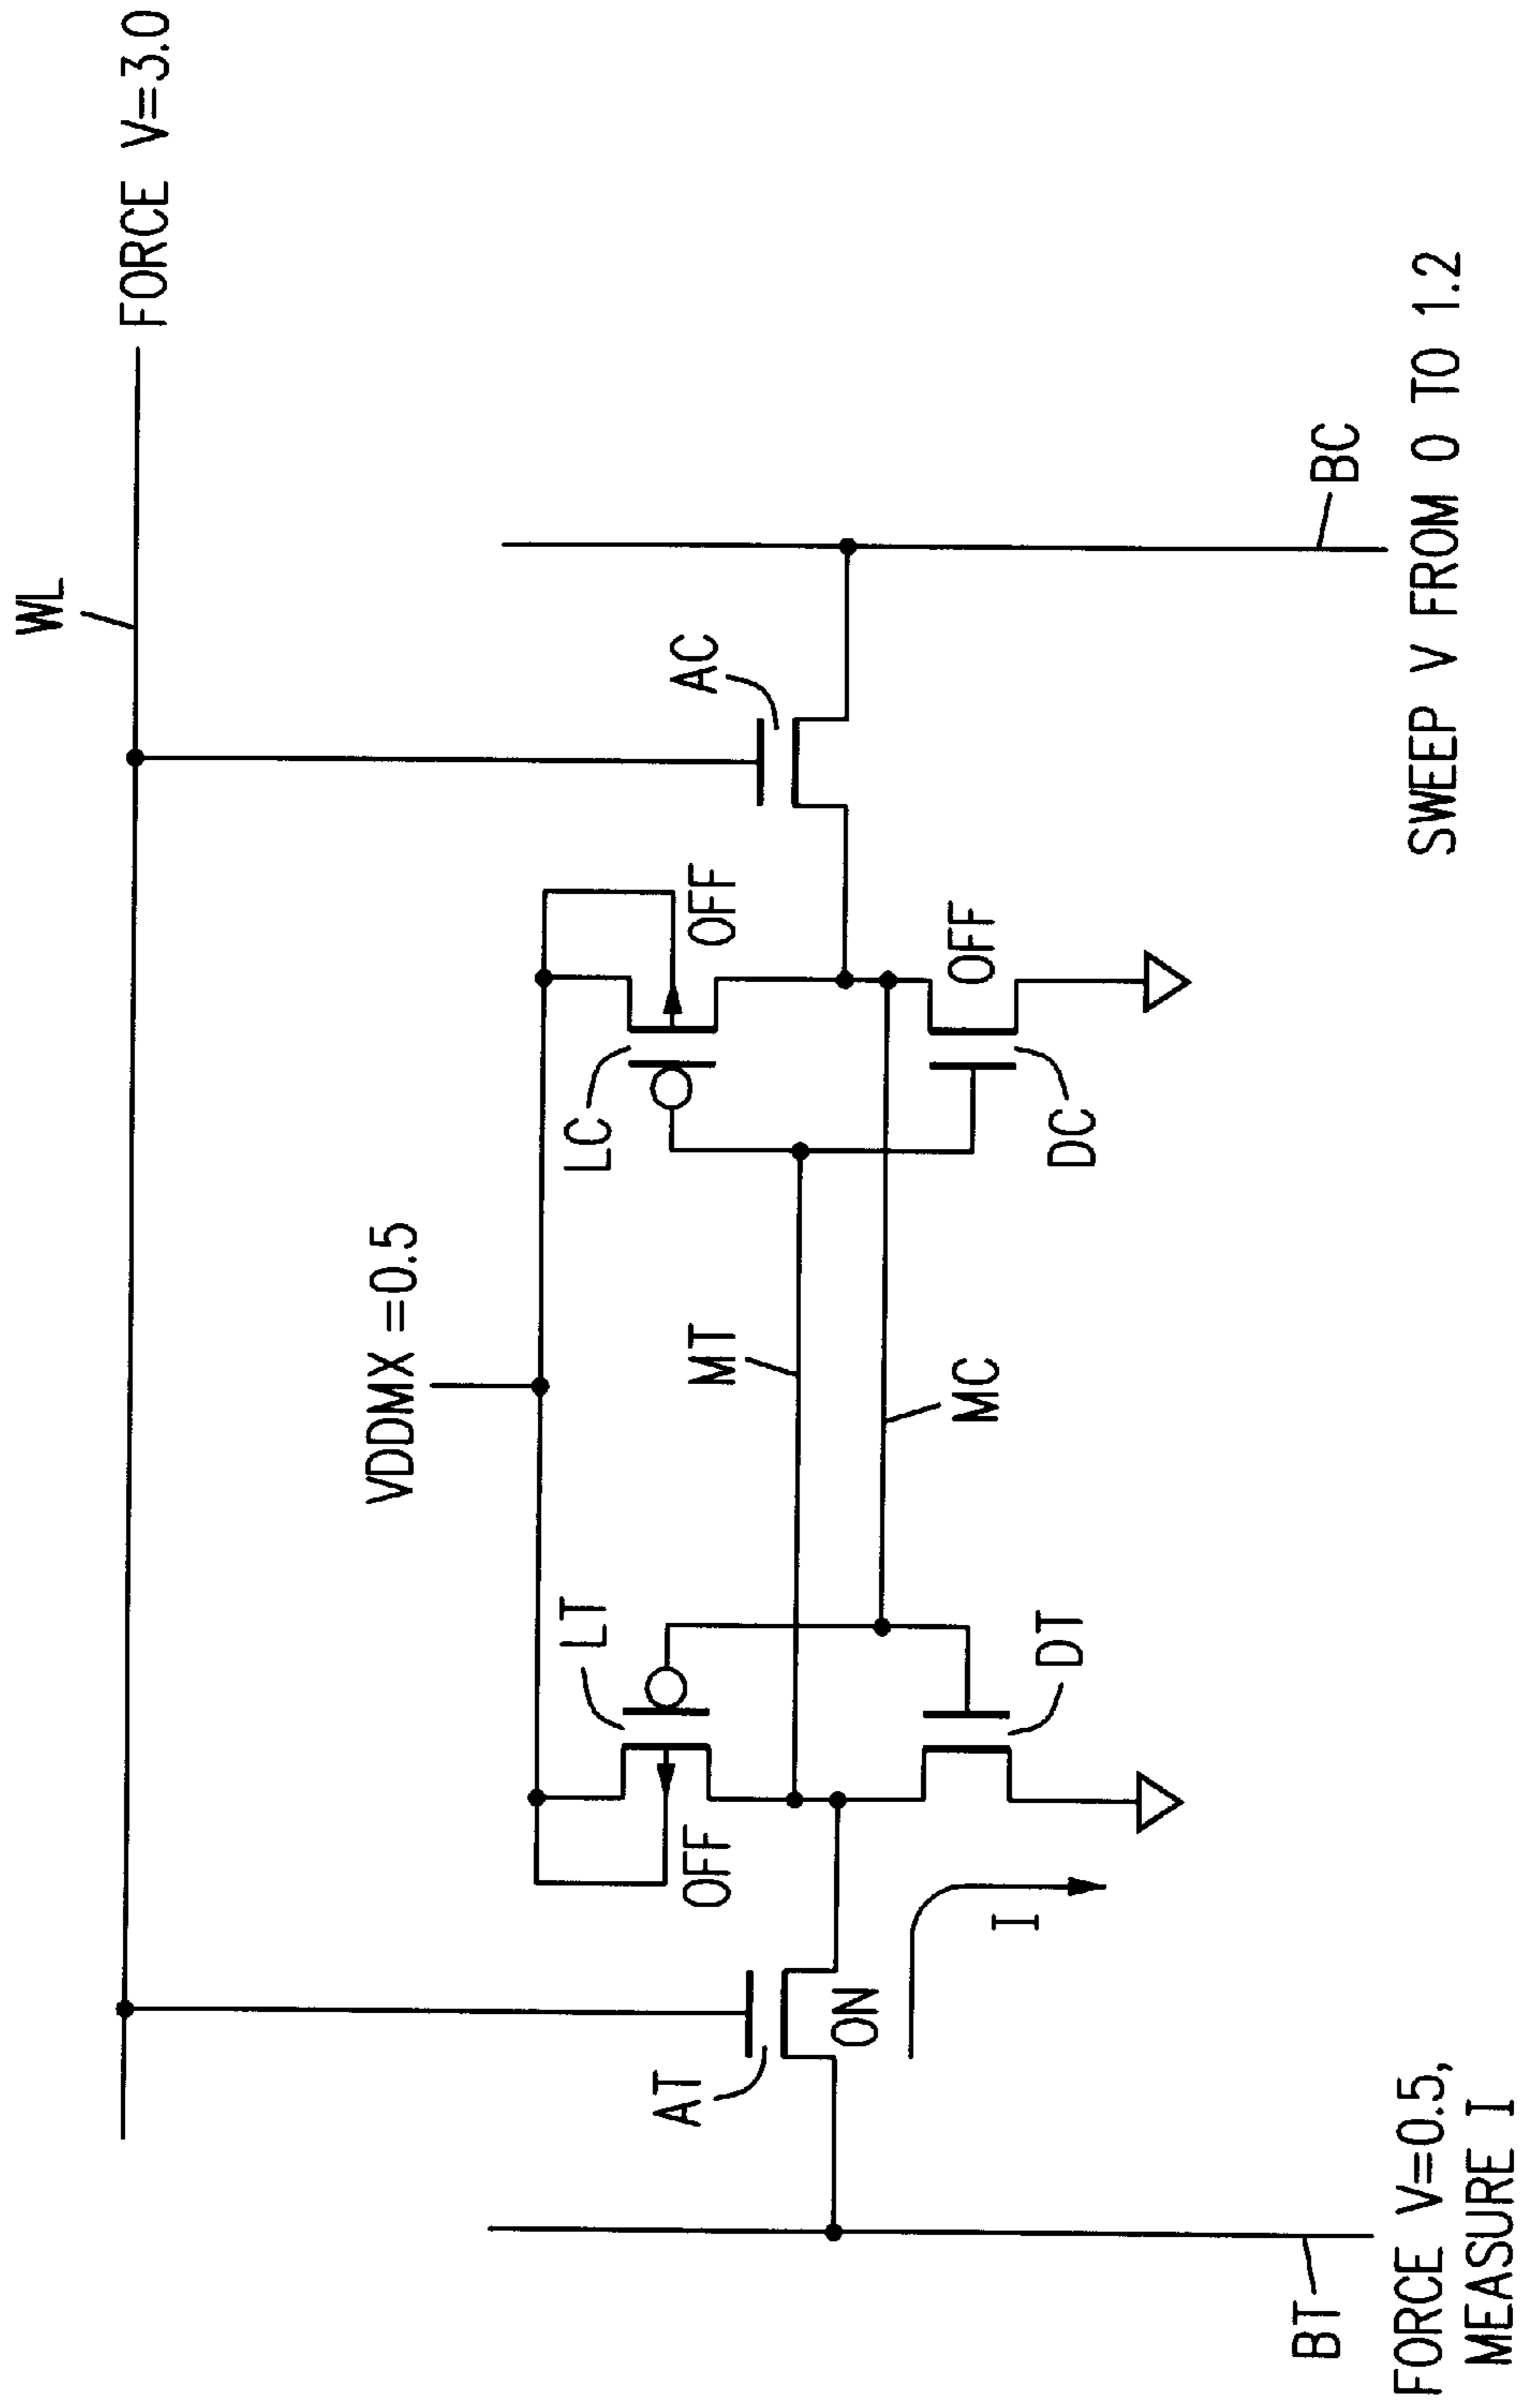 WL
FORCE V=3.0
VDDMX =0.5
LT
LC
OFF
OFF
AT
MT
AC
ON
MC
OFF
I
DT
DC
BT
BC
FORCE V=0.5,
MEASURE I
SWEEP V FROM 0 TO 1.2